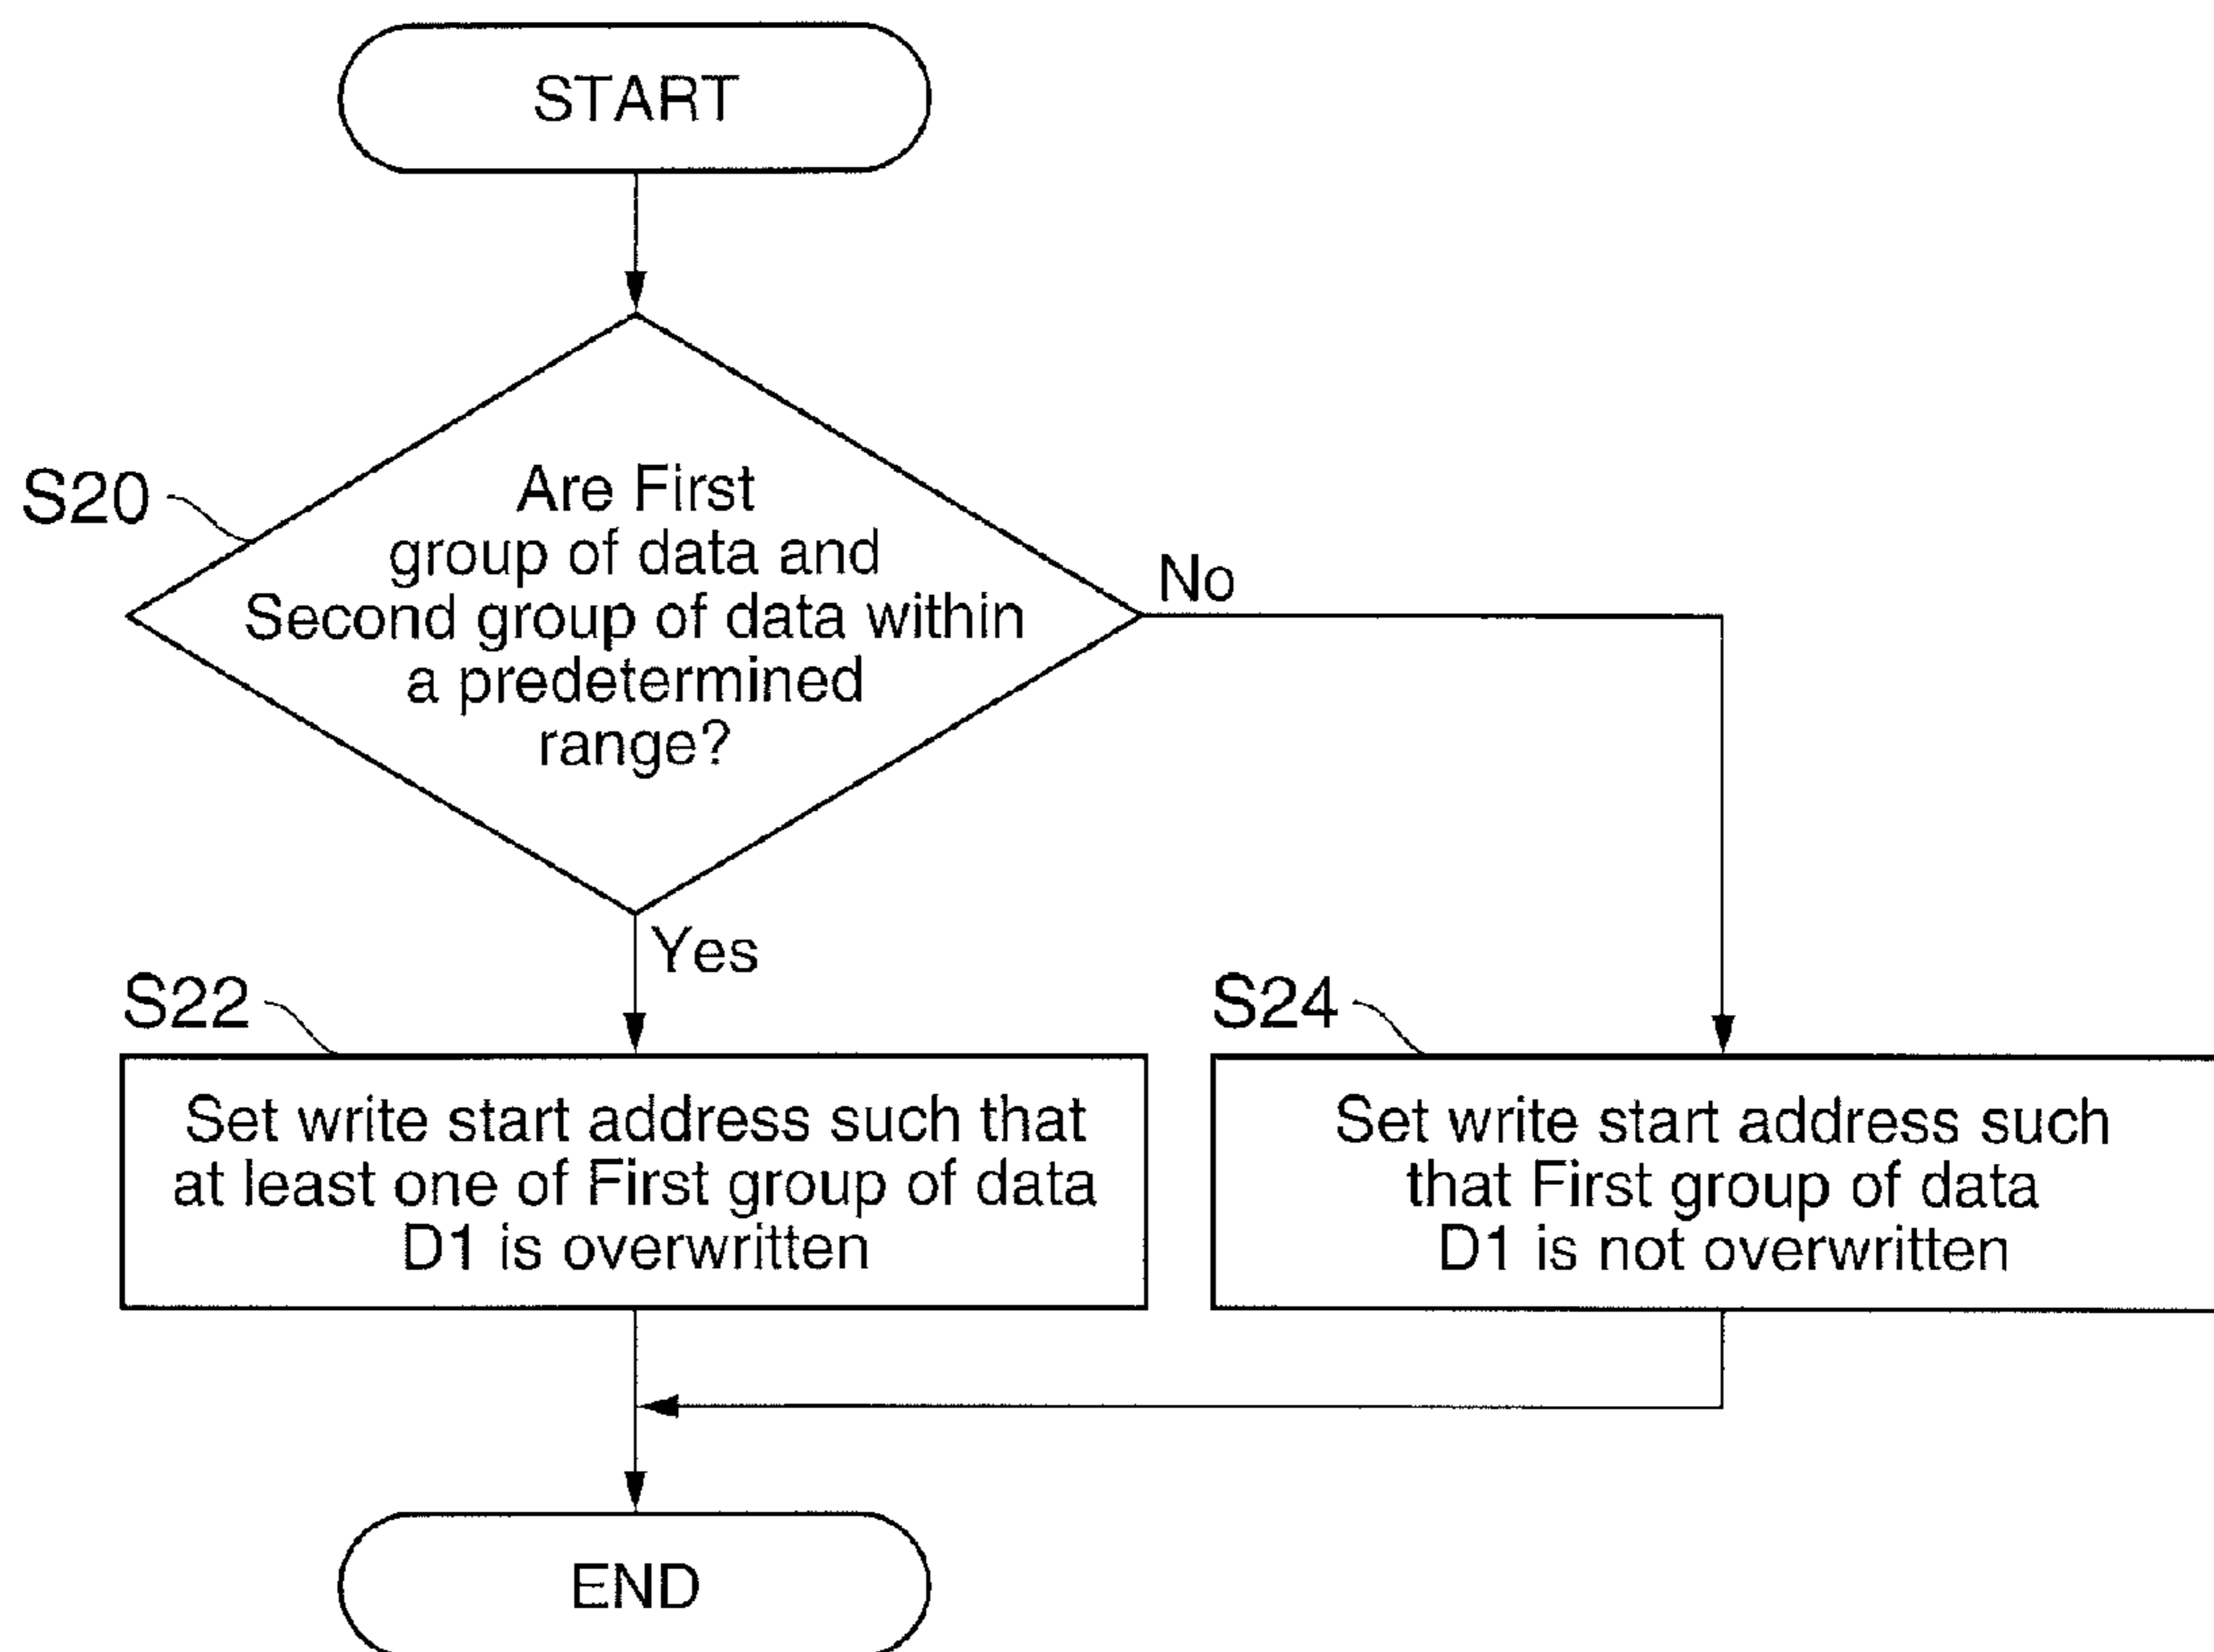 START
S20
Are First
group of data and
Second group of data within
a predetermined
range?
No
Yes
S22
Set write start address such that
at least one of First group of data
D1 is overwritten
S24
Set write start address such
that First group of data
D1 is not overwritten
END